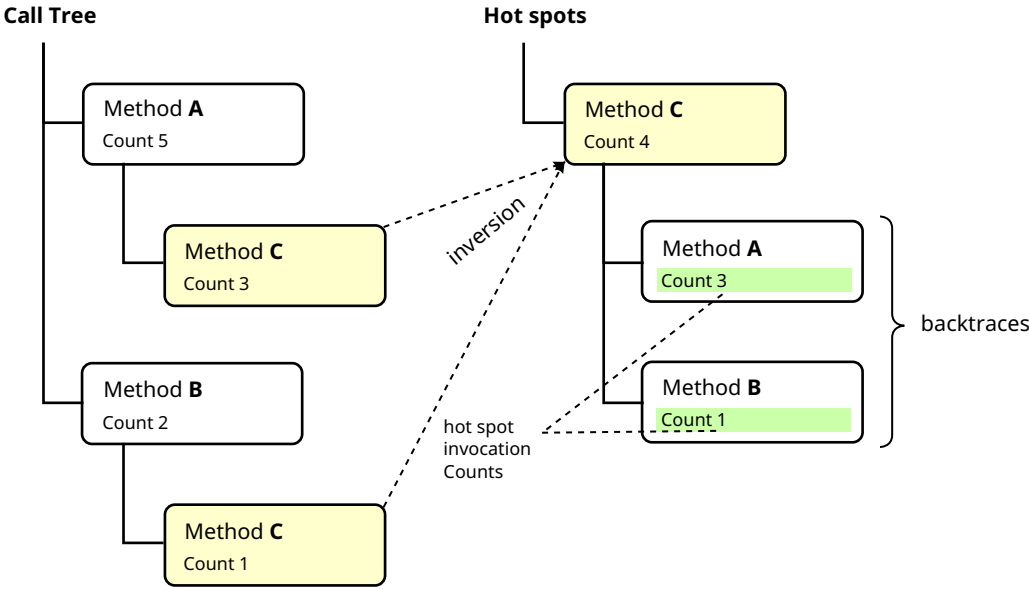 Call Tree
Method A
Count 5
Method C
Count 3
Method B
Count 2
Method C
Count 1
Hot spots
Method C
Count 4
inversion
Method A
Count 3
Method B
Count 1
hot spot
invocation
Counts
backtraces